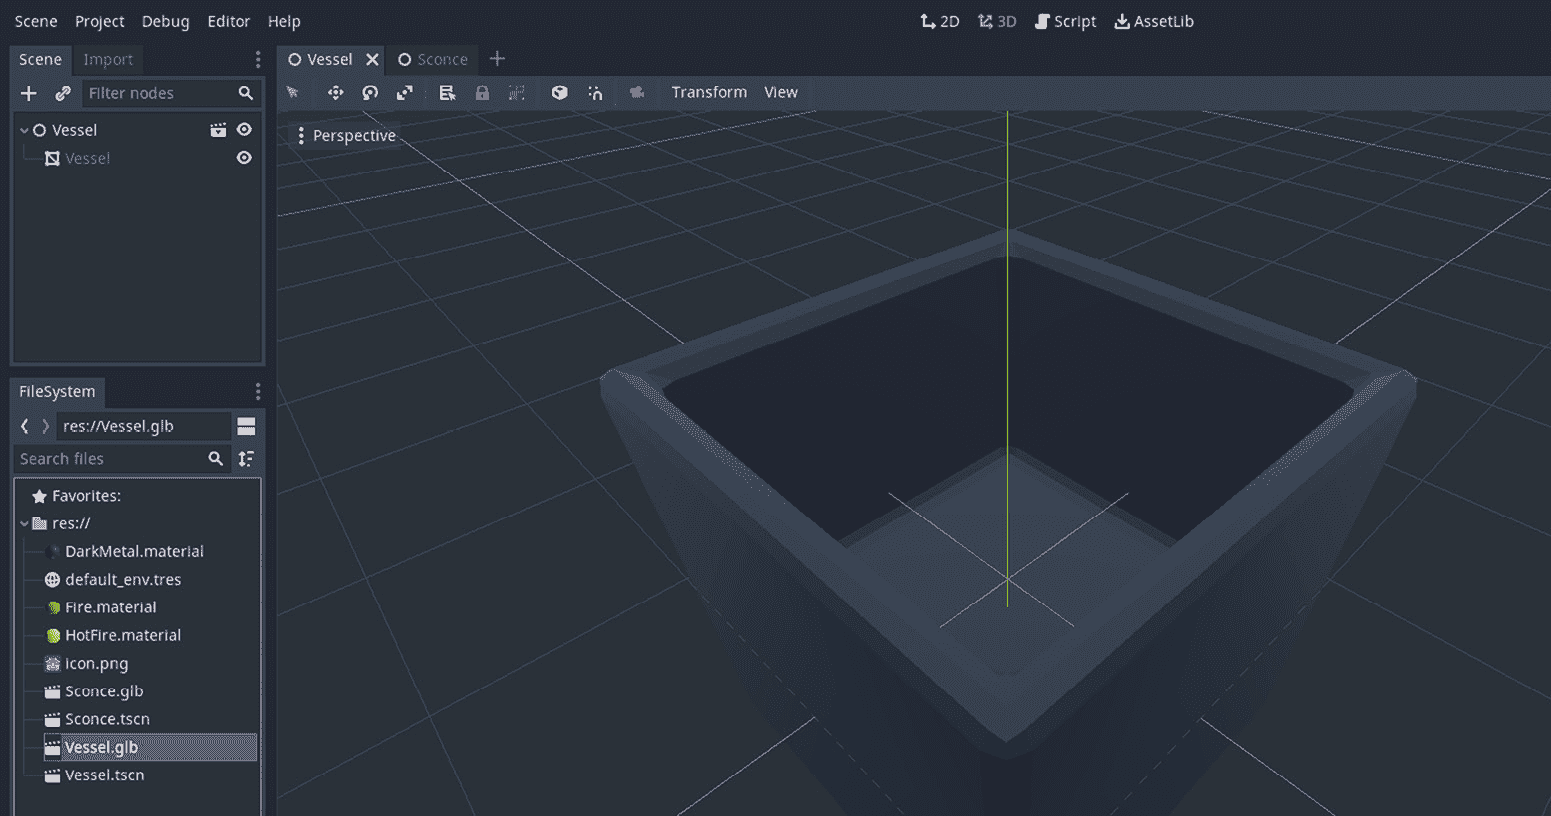 Scene Project Debug Editor Help 2D 3D Script AssetLib
Scene Import Vessel Sconce
Filter nodes Transform View
Vessel Perspective
Vessel
FileSystem
res://Vessel.glb
Search files
Favorites:
res://
DarkMetal.material
default_env.tres
Fire.material
HotFire.material
icon.png
Sconce.glb
Sconce.tscn
Vessel.glb
Vessel.tscn